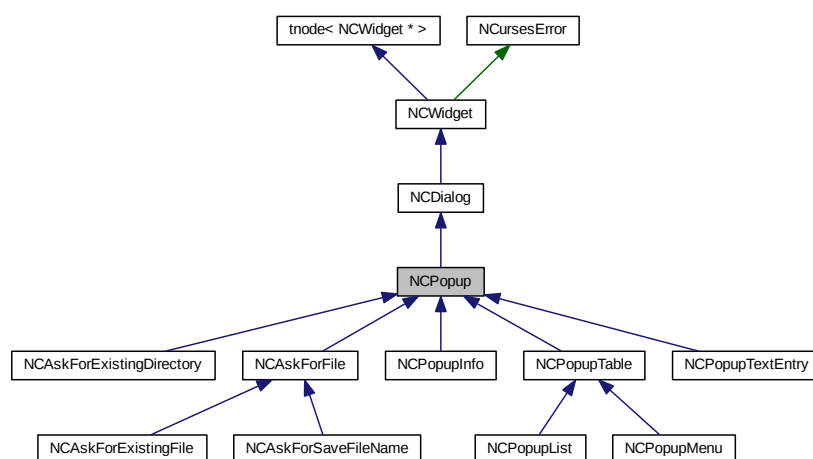 tnode< NCWidget * >
NCursesError
NCWidget
NCDialog
NCPopup
NCAskForExistingDirectory
NCAskForFile
NCPopupInfo
NCPopupTable
NCPopupTextEntry
NCAskForExistingFile
NCAskForSaveFileName
NCPopupList
NCPopupMenu